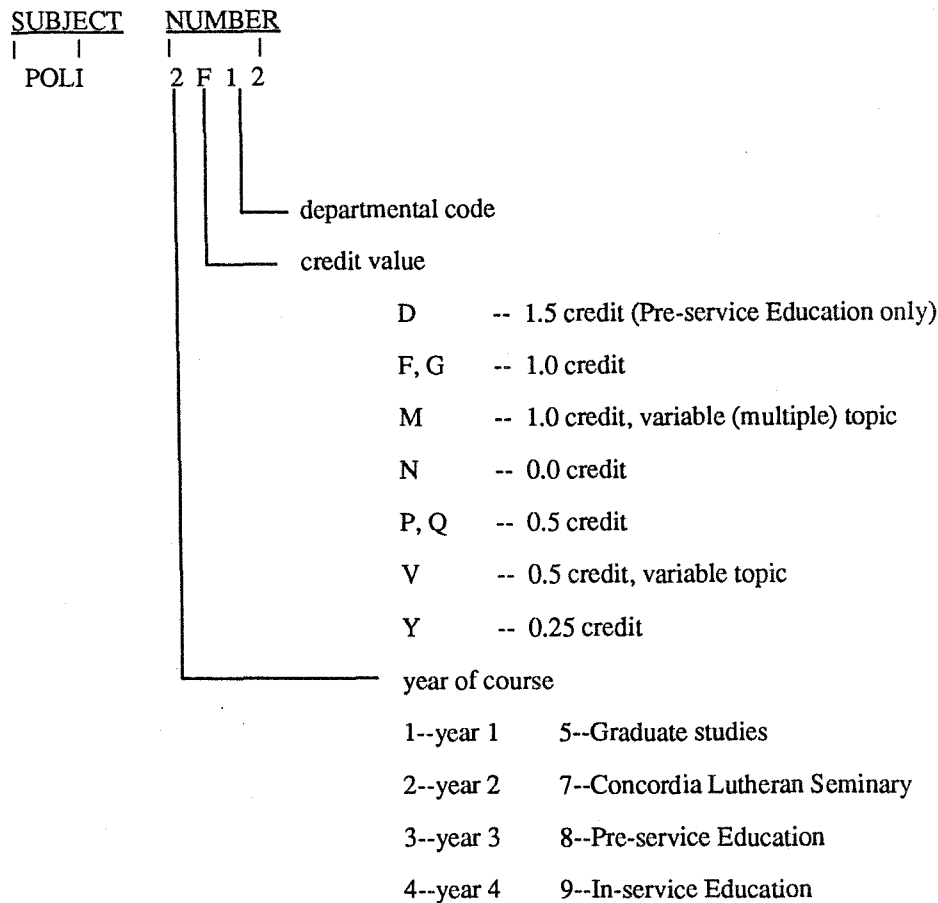 SUBJECT NUMBER
POLI 2 F 1 2
departmental code
credit value
D -- 1.5 credit (Pre-service Education only)
F, G -- 1.0 credit
M -- 1.0 credit, variable (multiple) topic
N -- 0.0 credit
P, Q -- 0.5 credit
V -- 0.5 credit, variable topic
Y -- 0.25 credit
year of course
1--year 1 5--Graduate studies
2--year 2 7--Concordia Lutheran Seminary
3--year 3 8--Pre-service Education
4--year 4 9--In-service Education